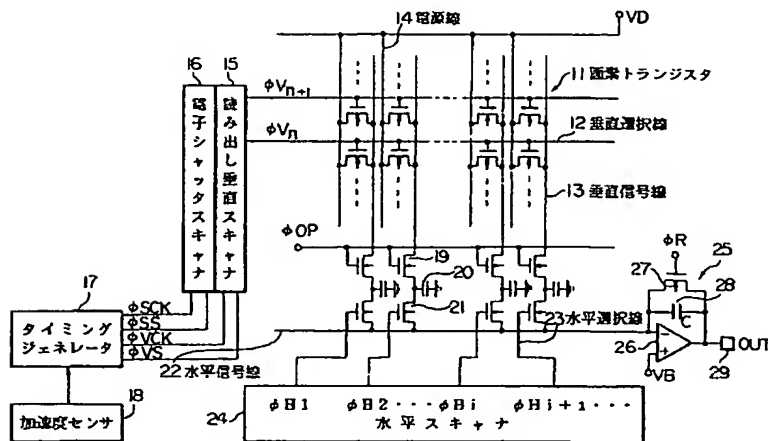 14 電源線
VD
16
15
電子シャッタスキャナ
読み出し垂直スキャナ
φVn+1
φVn
11 画素トランジスタ
12 垂直選択線
13 垂直信号線
φOP
19
20
21
φR
25
27
28
C
26
VB
OUT
29
17
タイミングジェネレータ
φSCK
φSS
φVCK
φVS
22 水平信号線
23 水平選択線
18
加速度センサ
24
φH1 φH2 ・・・ φHi φHi+1 ・・・
水平スキャナ